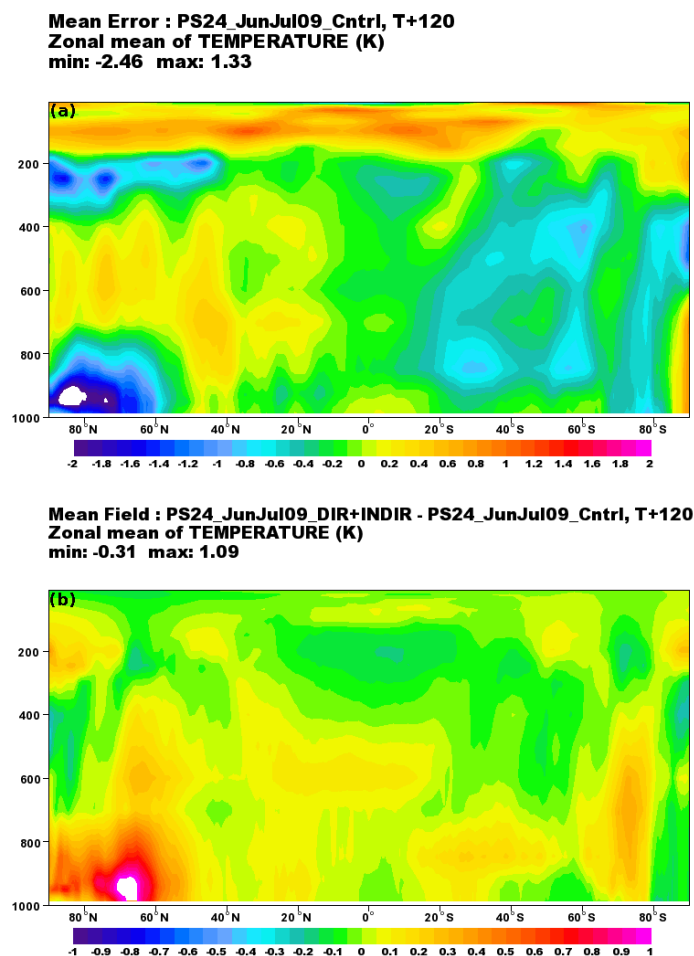 Mean Error : PS24_JunJul09_Cntrl, T+120
Zonal mean of TEMPERATURE (K)
min: -2.46 max: 1.33
(a)
200
400
600
800
1000
80°N 60°N 40°N 20°N 0° 20°S 40°S 60°S 80°S
-2 -1.8 -1.6 -1.4 -1.2 -1 -0.8 -0.6 -0.4 -0.2 0 0.2 0.4 0.6 0.8 1 1.2 1.4 1.6 1.8 2
Mean Field : PS24_JunJul09_DIR+INDIR - PS24_JunJul09_Cntrl, T+120
Zonal mean of TEMPERATURE (K)
min: -0.31 max: 1.09
(b)
200
400
600
800
1000
80°N 60°N 40°N 20°N 0° 20°S 40°S 60°S 80°S
-1 -0.9 -0.8 -0.7 -0.6 -0.5 -0.4 -0.3 -0.2 -0.1 0 0.1 0.2 0.3 0.4 0.5 0.6 0.7 0.8 0.9 1